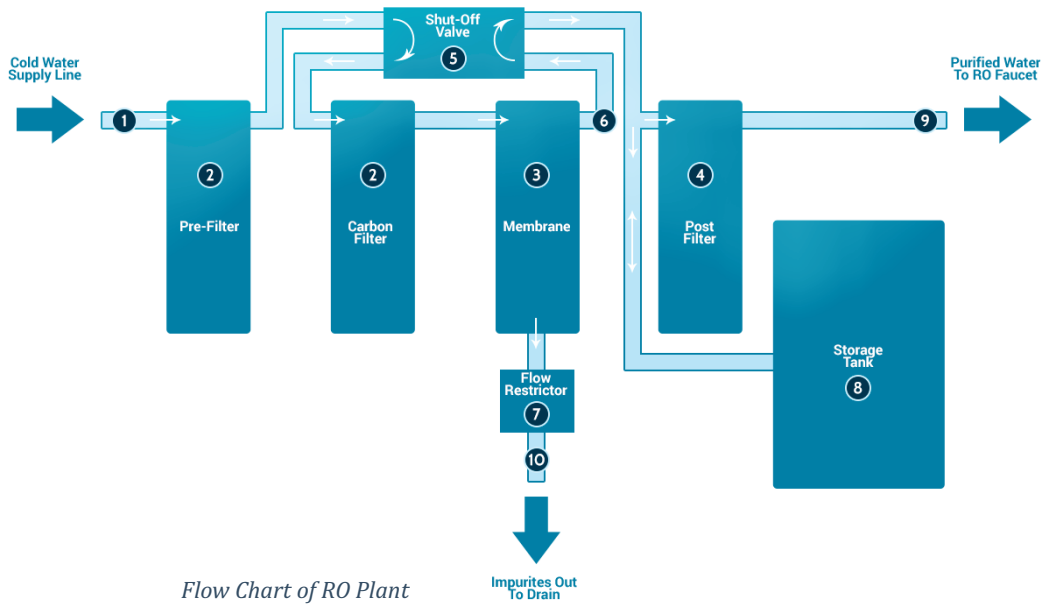 Shut-Off
Valve
5
Cold Water
Supply Line
Purified Water
To RO Faucet
1
6
9
2
Pre-Filter
2
Carbon
Filter
3
Membrane
4
Post
Filter
Storage
Tank
8
Flow
Restrictor
7
10
Impurites Out
To Drain
Flow Chart of RO Plant